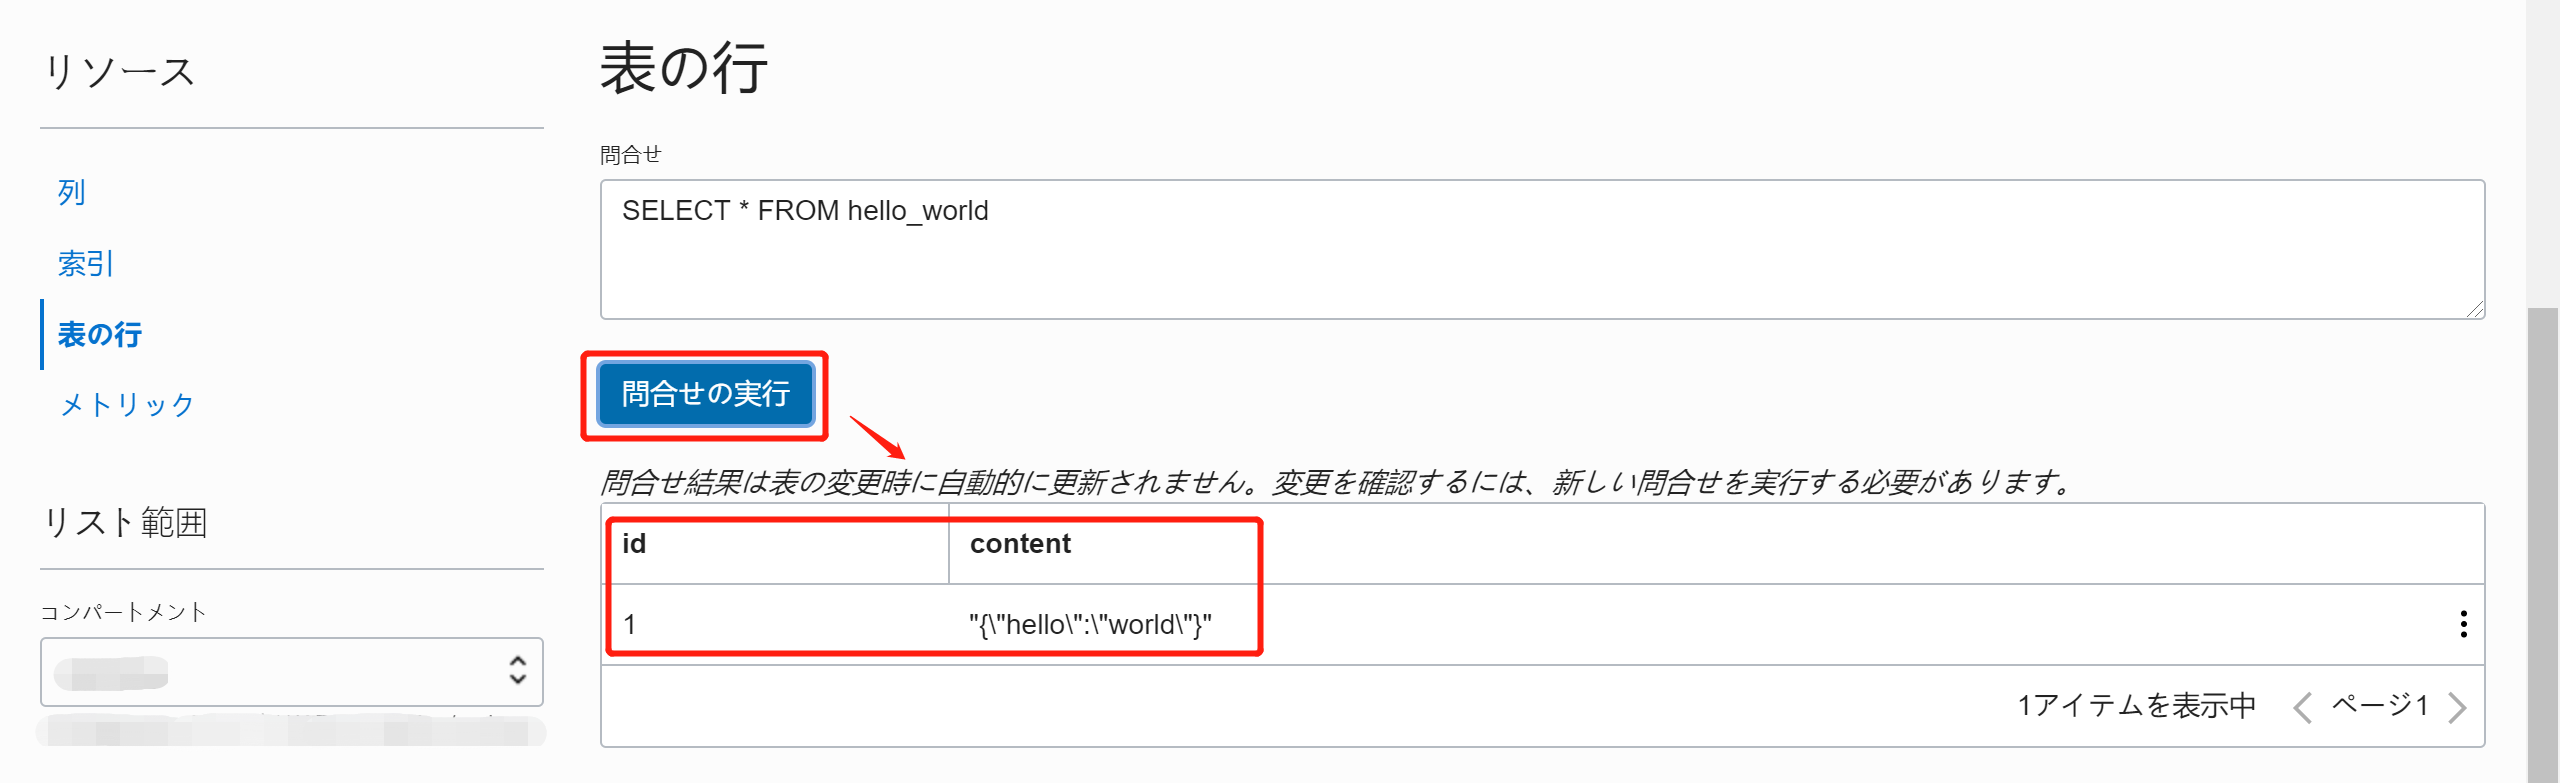 リソース
列
索引
表の行
メトリック
リスト範囲
コンパートメント
表の行
問合せ
SELECT * FROM hello_world
問合せの実行
問合せ結果は表の変更時に自動的に更新されません。変更を確認するには、新しい問合せを実行する必要があります。
id content
1 "{\"hello\":\"world\"}"
1アイテムを表示中 ページ1